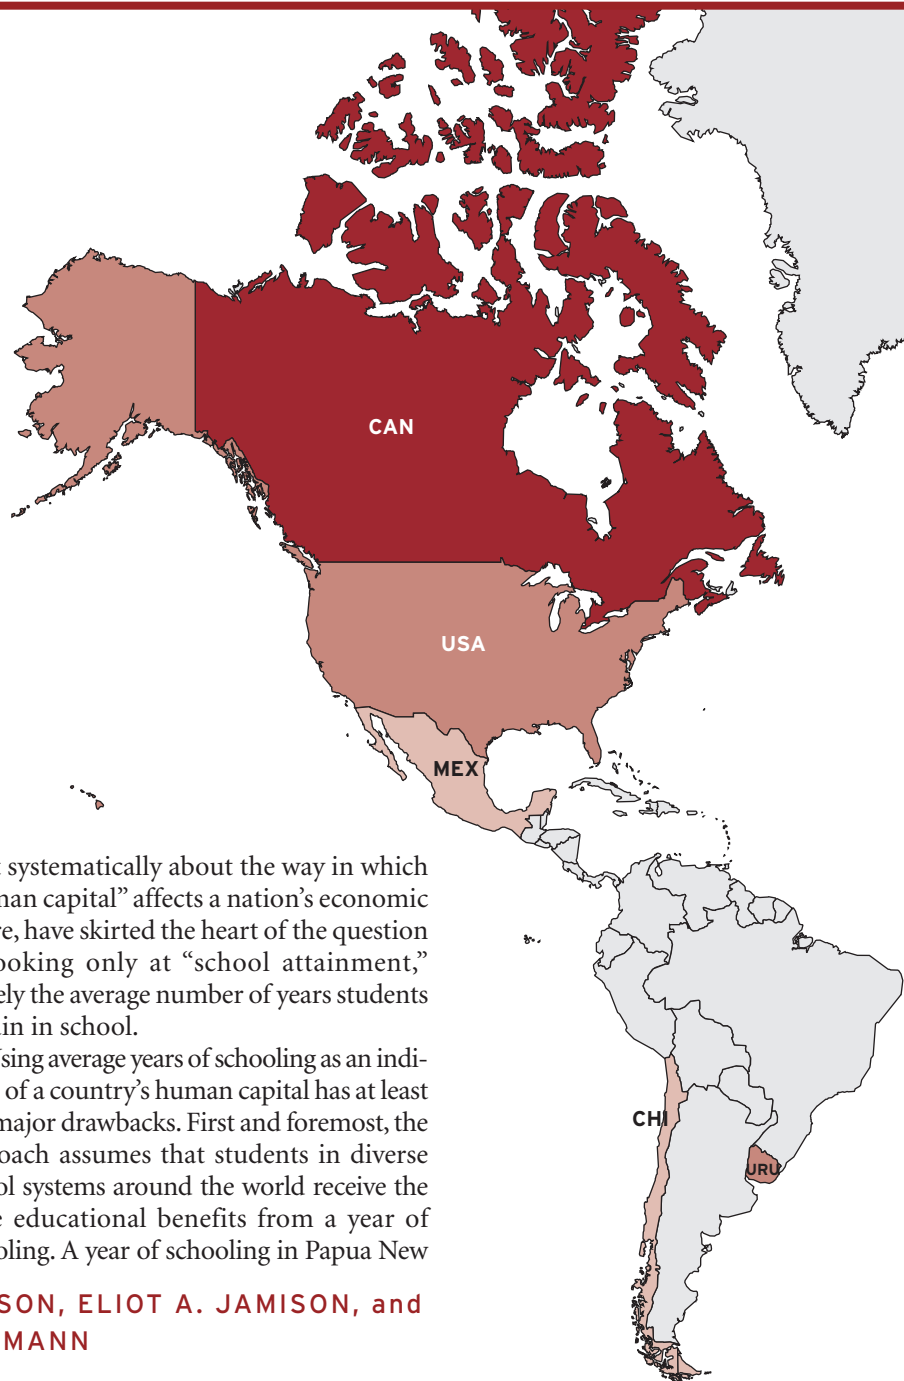 CAN
USA
MEX
CHI
URU
systematically about the way in which
man capital” affects a nation’s economic
re, have skirted the heart of the question
ooking only at “school attainment,”
ely the average number of years students
in in school.
sing average years of schooling as an indi-
of a country’s human capital has at least
major drawbacks. First and foremost, the
oach assumes that students in diverse
ol systems around the world receive the
e educational benefits from a year of
oling. A year of schooling in Papua New
SON, ELIOT A. JAMISON, and
MANN